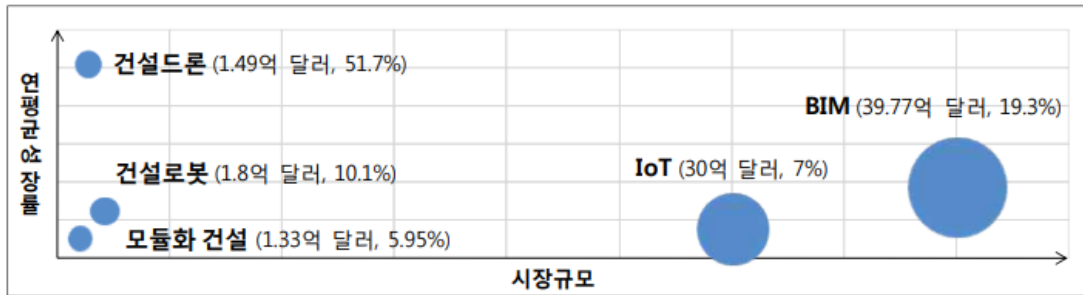 건설드론 (1.49억 달러, 51.7%)
BIM (39.77억 달러, 19.3%)
건설로봇 (1.8억 달러, 10.1%)
IoT (30억 달러, 7%)
모듈화 건설 (1.33억 달러, 5.95%)
연평균성장률
시장규모